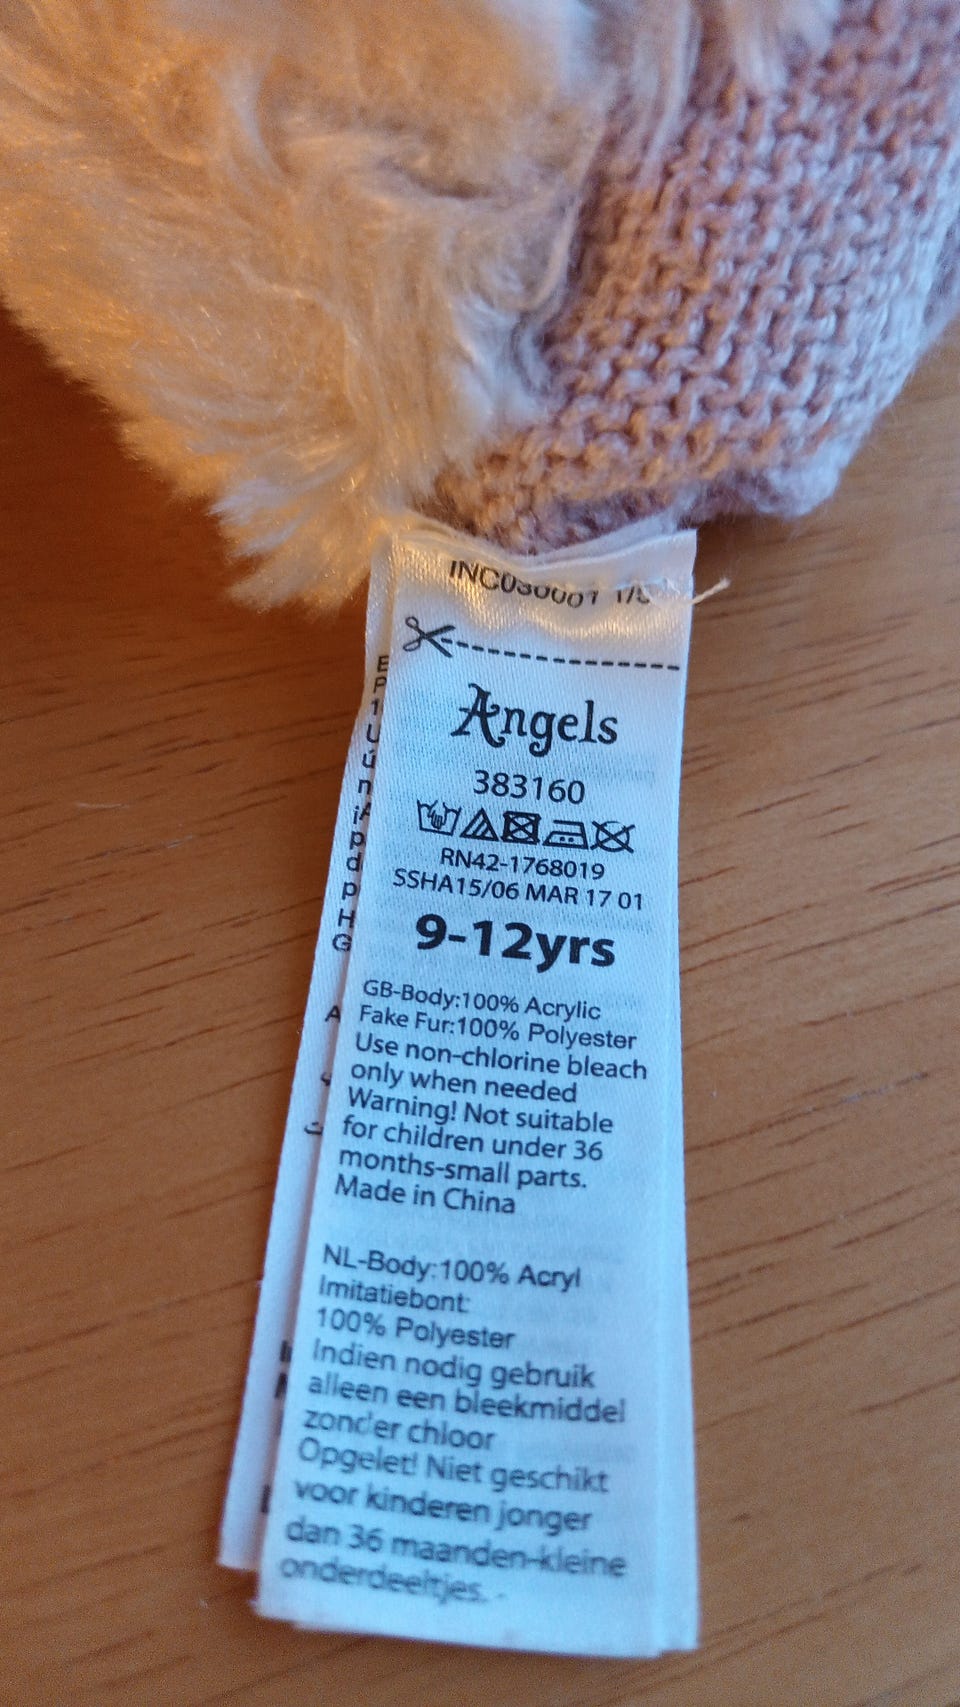 Angels
383160
RN42-1768019
SSHA15/06 MAR 17 01
9-12yrs
GB-Body:100% Acrylic
Fake Fur:100% Polyester
Use non-chlorine bleach
only when needed
Warning! Not suitable
for children under 36
months-small parts.
Made in China
NL-Body:100% Acryl
Imitatiebont:
100% Polyester
Indien nodig gebruik
alleen een bleekmiddel
zonder chloor
Opgelet! Niet geschikt
voor kinderen jonger
dan 36 maanden-kleine
onderdeeltjes. -